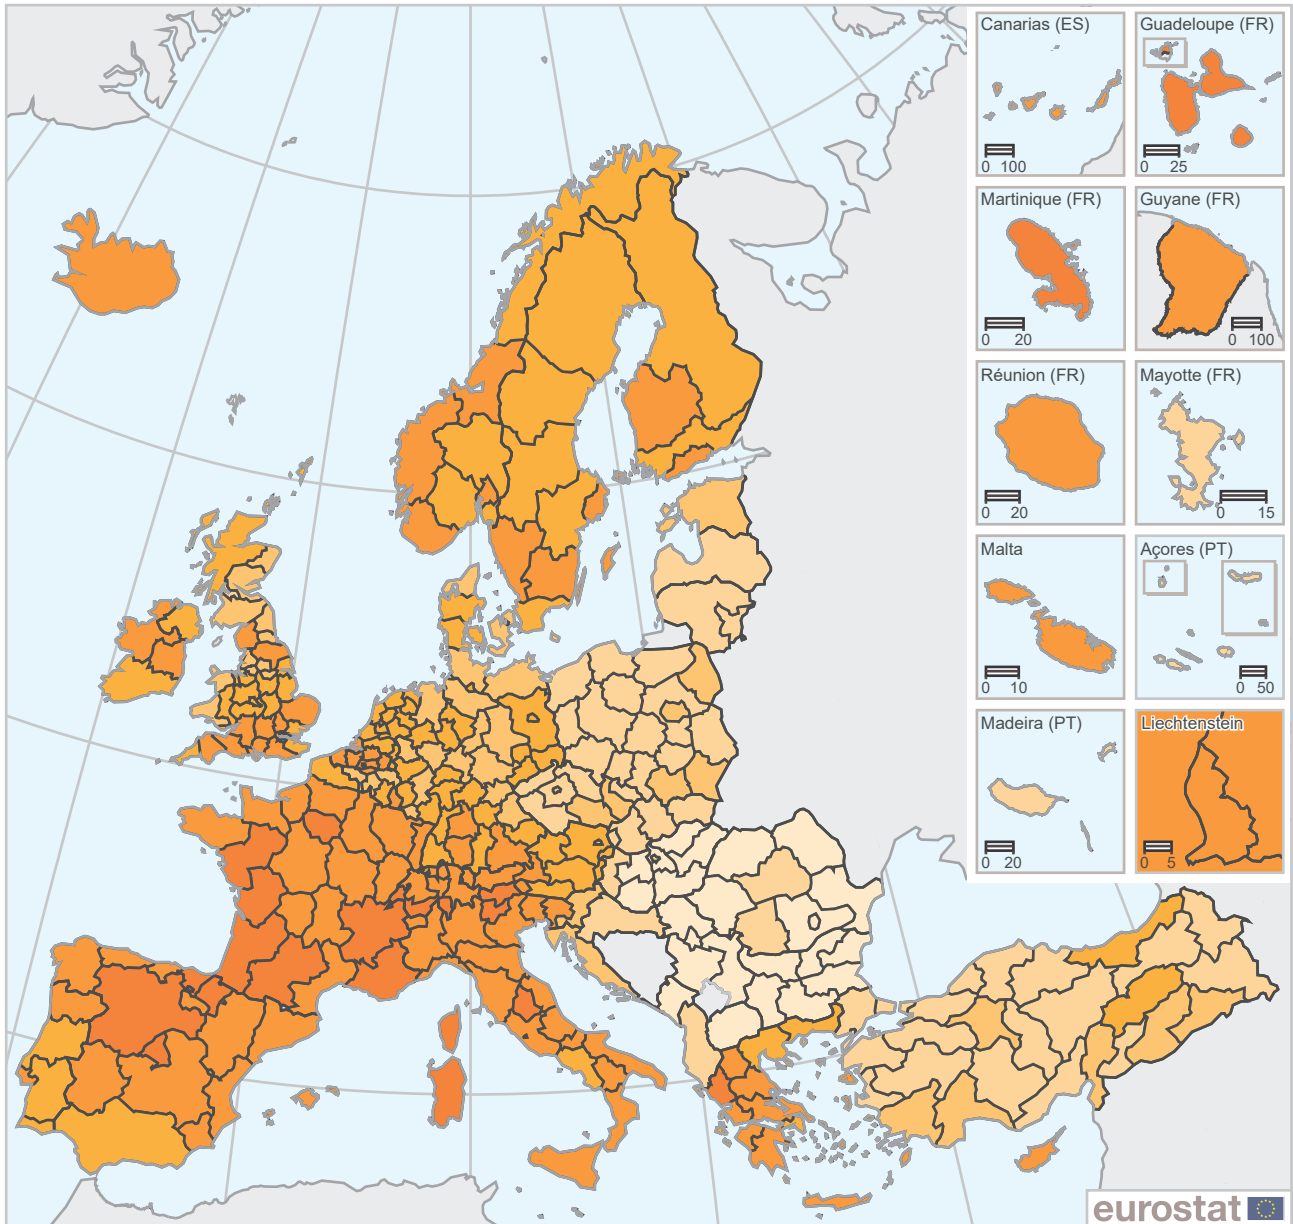 Canarias (ES)
0 100
Guadeloupe (FR)
0 25
Martinique (FR)
0 20
Guyane (FR)
0 100
Réunion (FR)
0 20
Mayotte (FR)
0 15
Malta
0 10
Açores (PT)
0 50
Madeira (PT)
0 20
Liechtenstein
0 5
eurostat